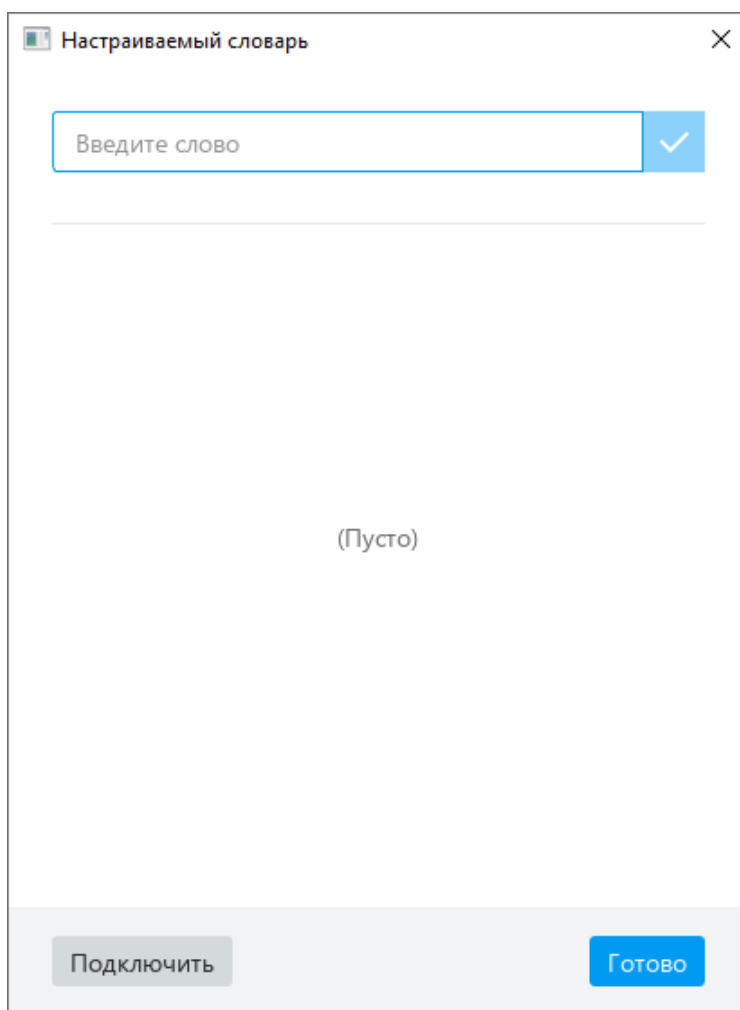 Настраиваемый словарь
Введите слово
(Пусто)
Подключить
Готово